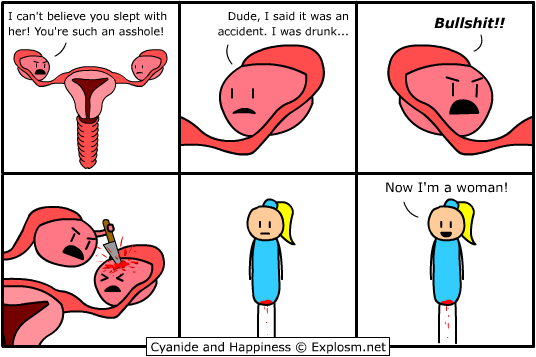 I can't believe you slept with
her! You're such an asshole!
Dude, I said it was an
accident. I was drunk...
Bullshit!!
Now I'm a woman!
Cyanide and Happiness © Explosm.net